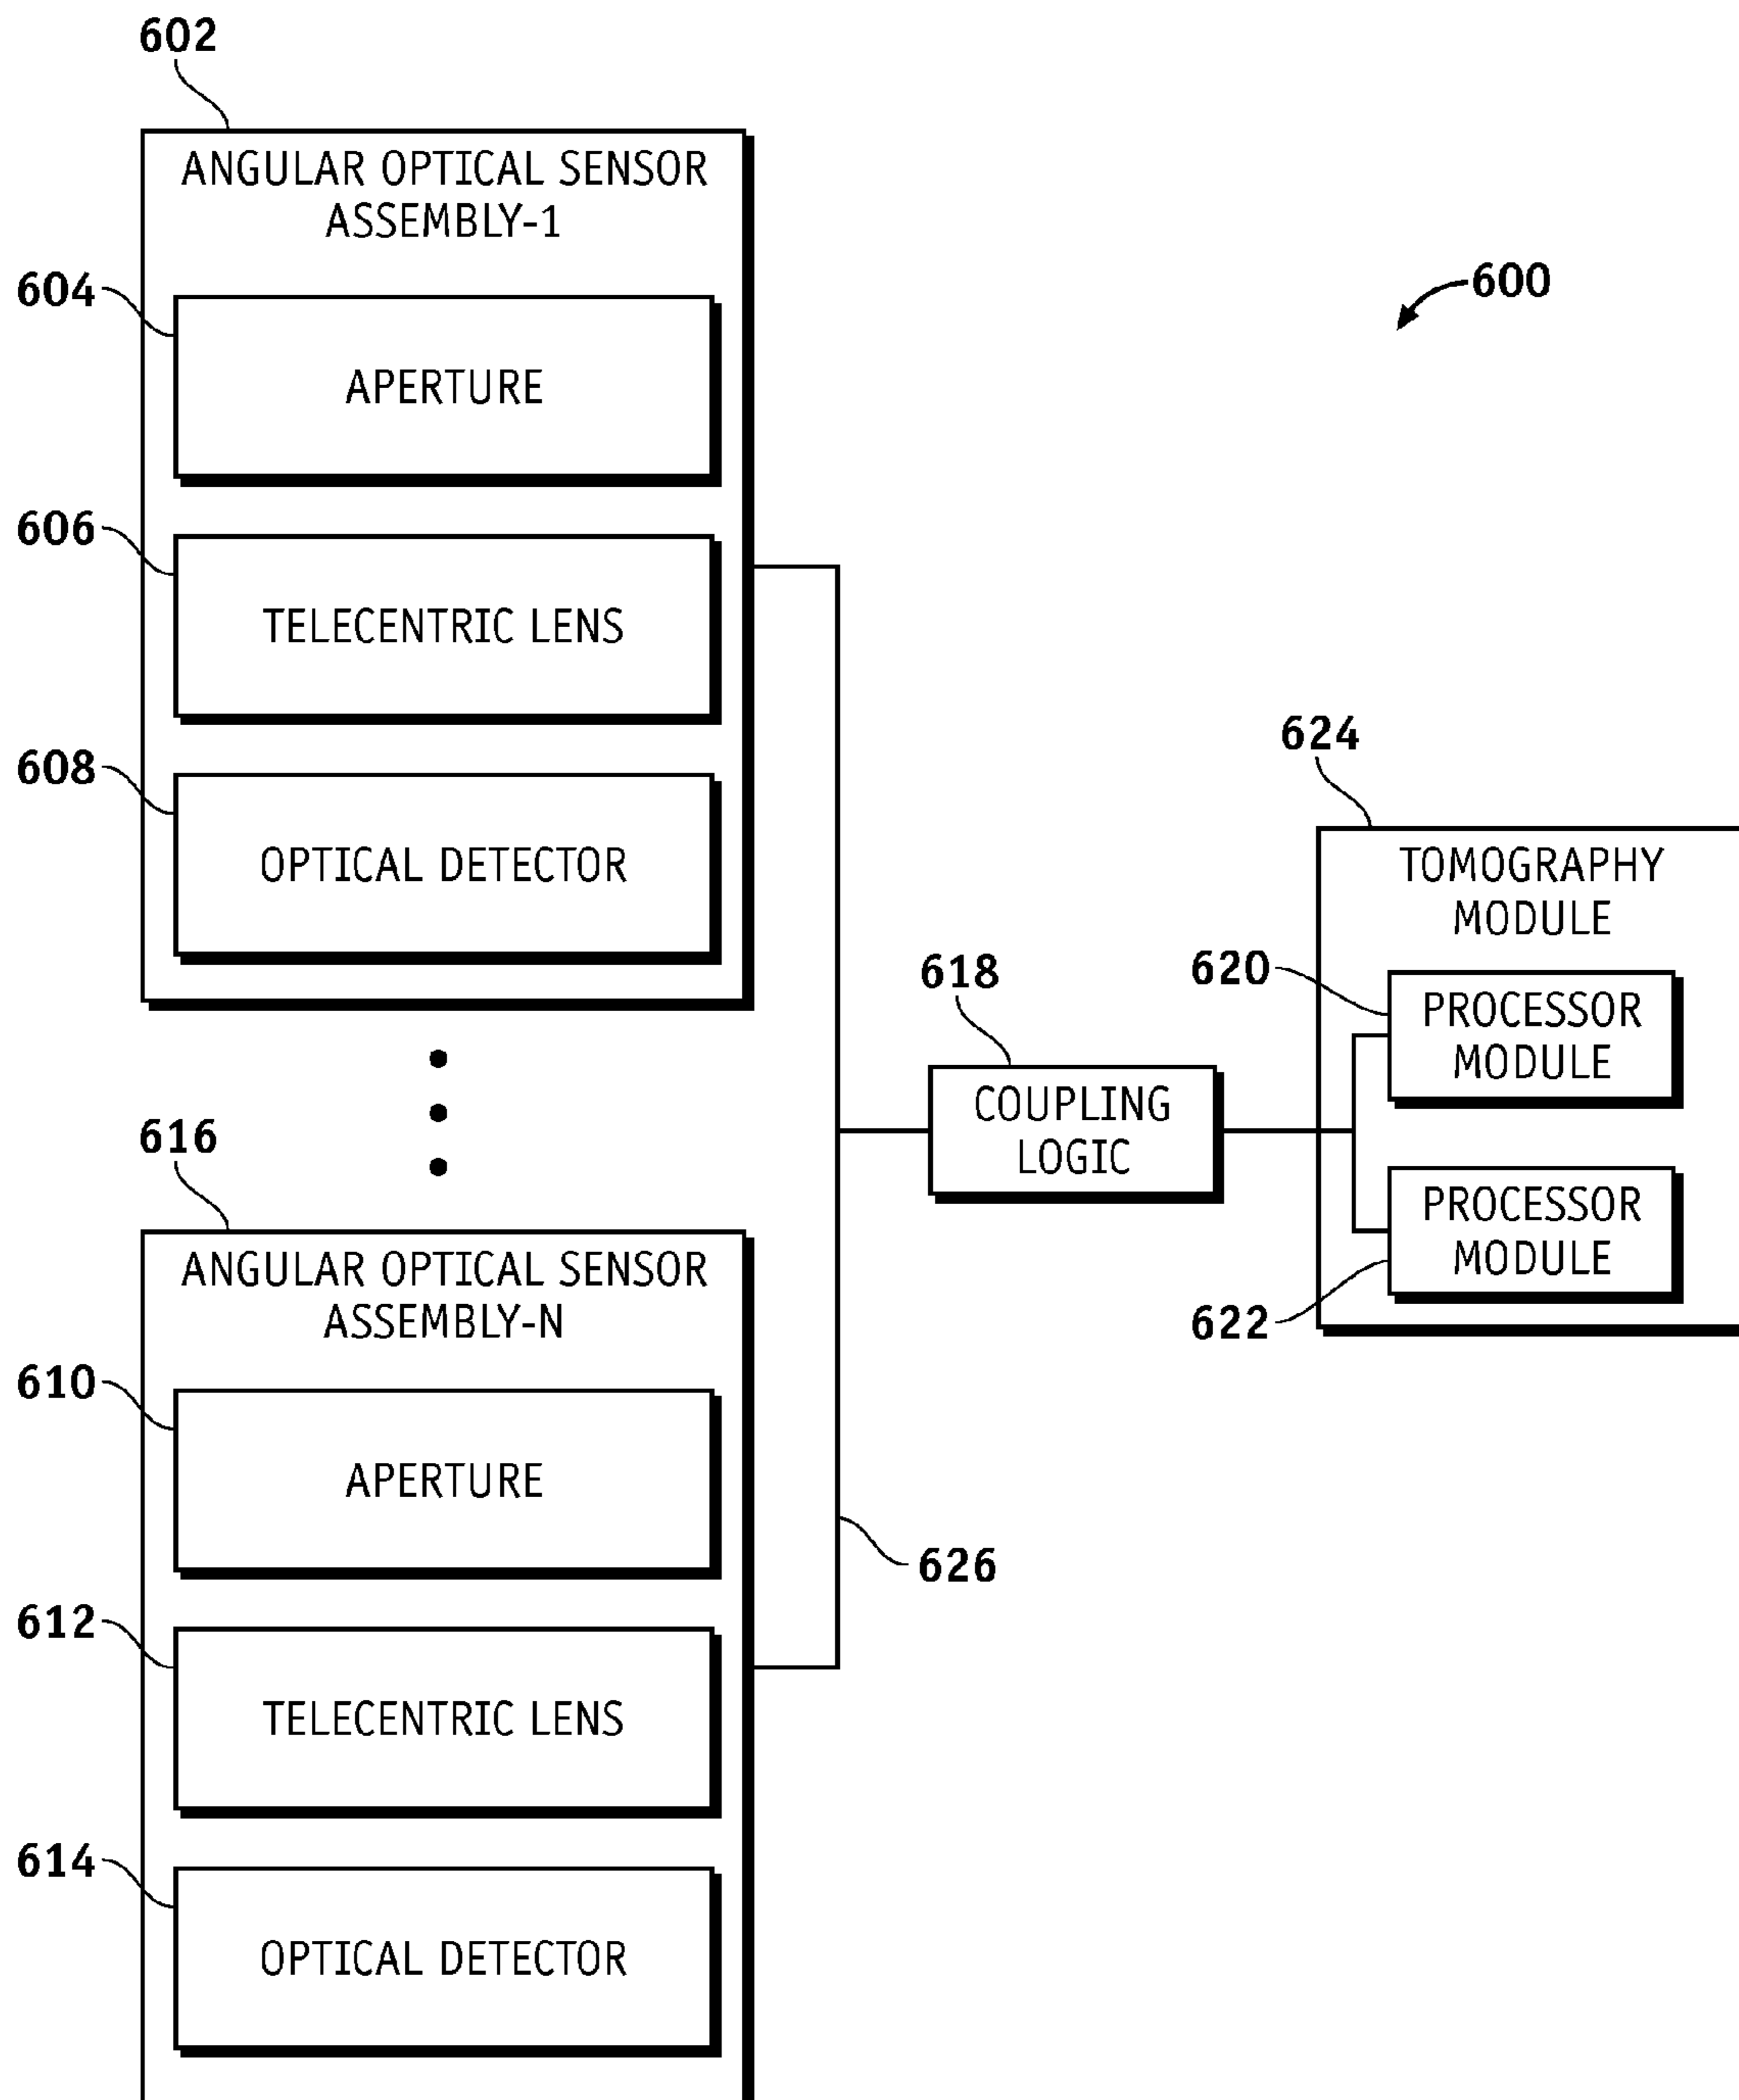 602
ANGULAR OPTICAL SENSOR
ASSEMBLY-1
604
APERTURE
600
606
TELECENTRIC LENS
608
OPTICAL DETECTOR
624
TOMOGRAPHY
MODULE
620
PROCESSOR
MODULE
618
COUPLING
LOGIC
PROCESSOR
MODULE
622
616
ANGULAR OPTICAL SENSOR
ASSEMBLY-N
610
APERTURE
626
612
TELECENTRIC LENS
614
OPTICAL DETECTOR